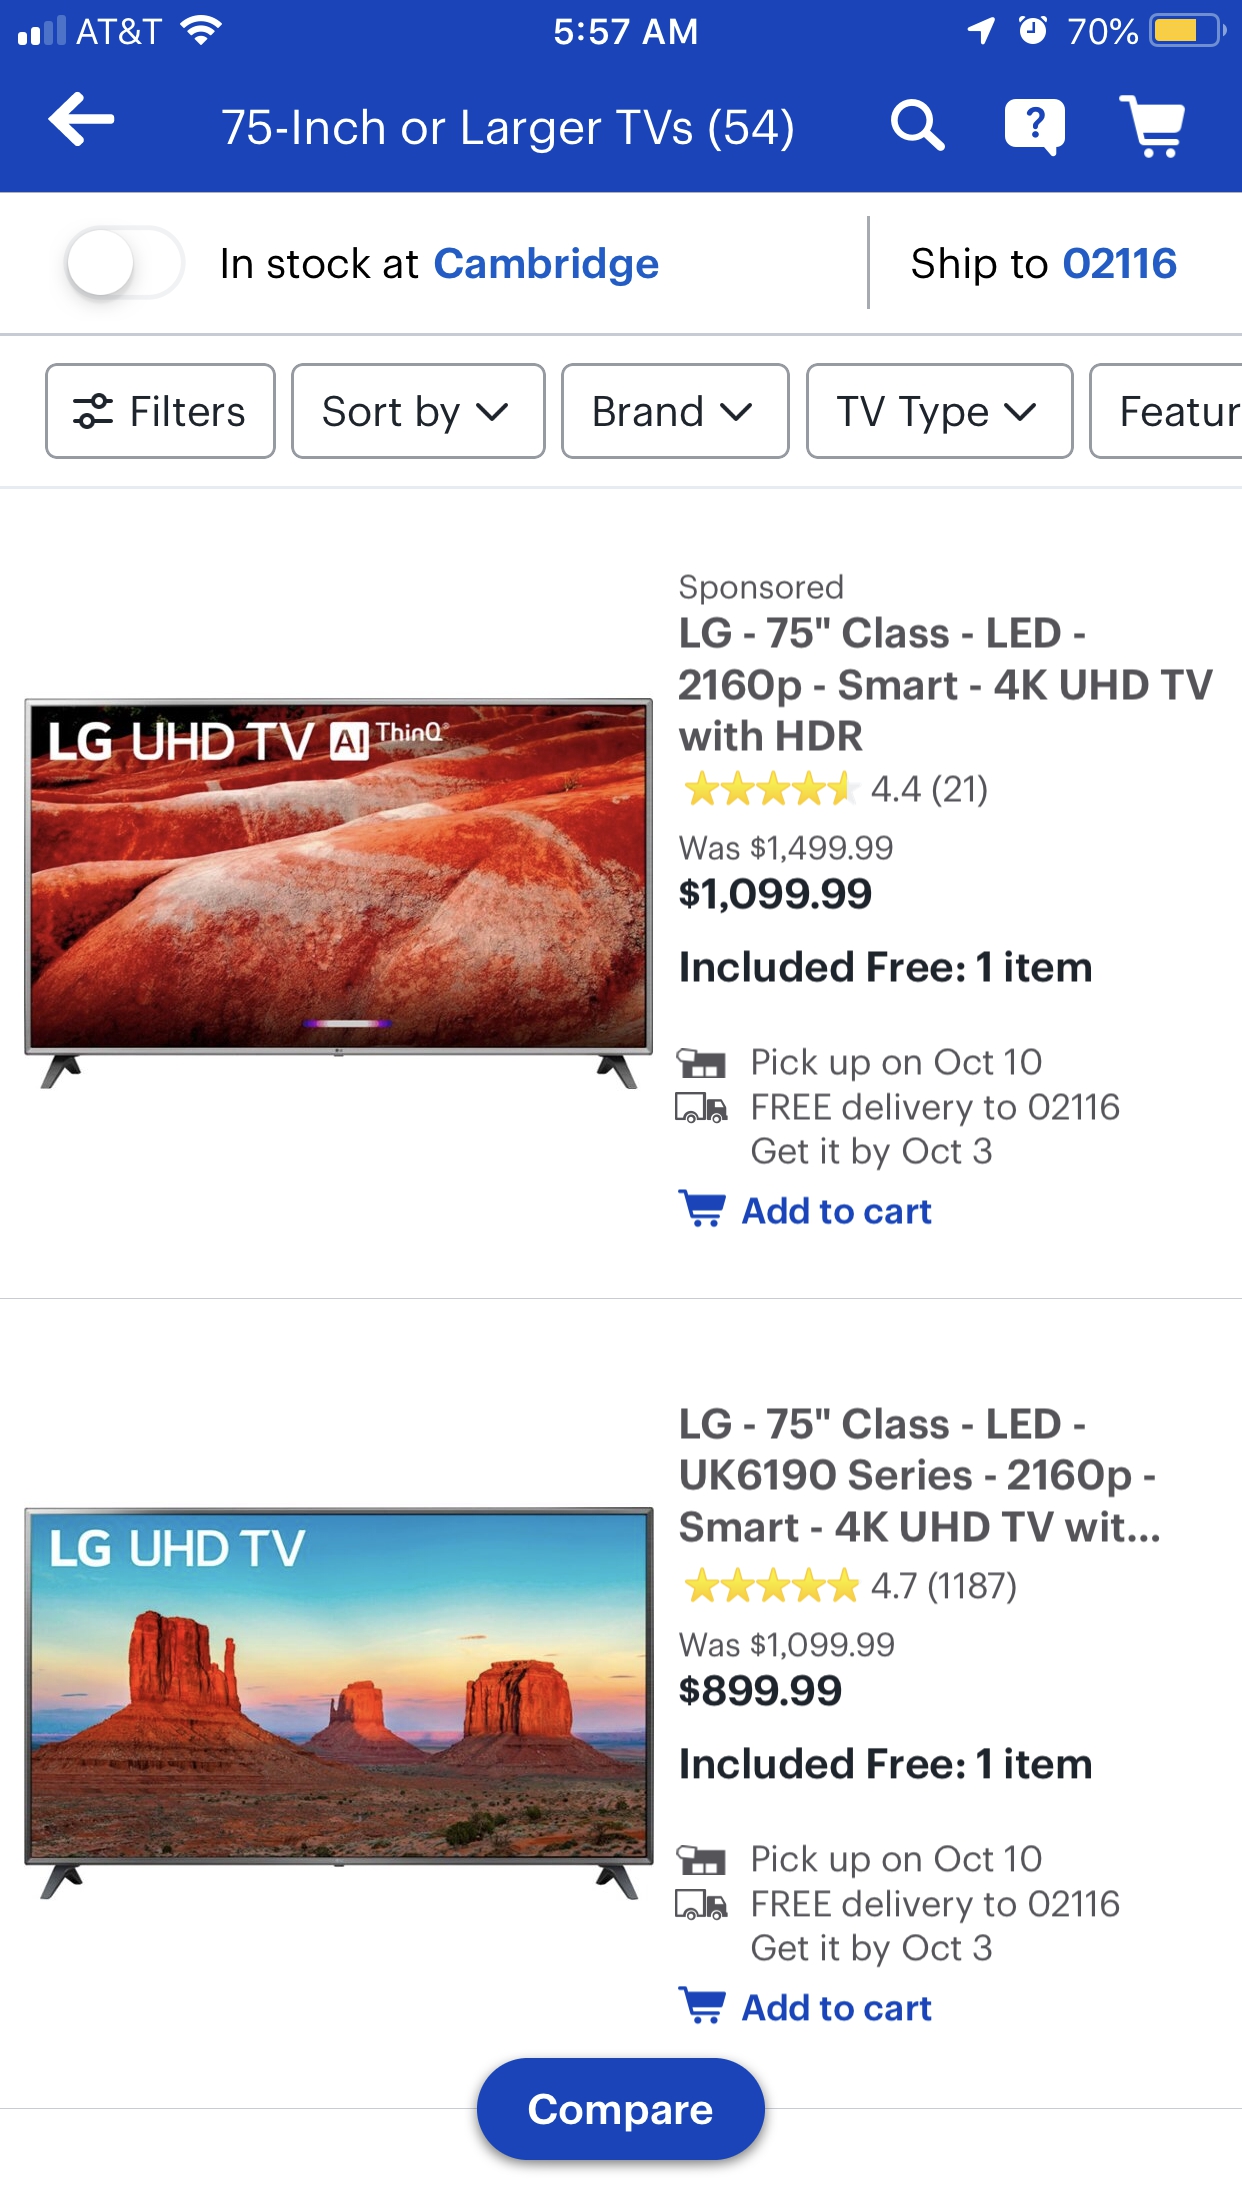 AT&T 5:57 AM 70%
75-Inch or Larger TVs (54) ?
In stock at Cambridge Ship to 02116
Filters Sort by Brand TV Type Featur
Sponsored
LG - 75" Class - LED -
2160p - Smart - 4K UHD TV
with HDR
LG UHD TV AI ThinQ®
4.4 (21)
Was $1,499.99
$1,099.99
Included Free: 1 item
Pick up on Oct 10
FREE delivery to 02116
Get it by Oct 3
Add to cart
LG - 75" Class - LED -
UK6190 Series - 2160p -
Smart - 4K UHD TV wit...
LG UHD TV
4.7 (1187)
Was $1,099.99
$899.99
Included Free: 1 item
Pick up on Oct 10
FREE delivery to 02116
Get it by Oct 3
Add to cart
Compare